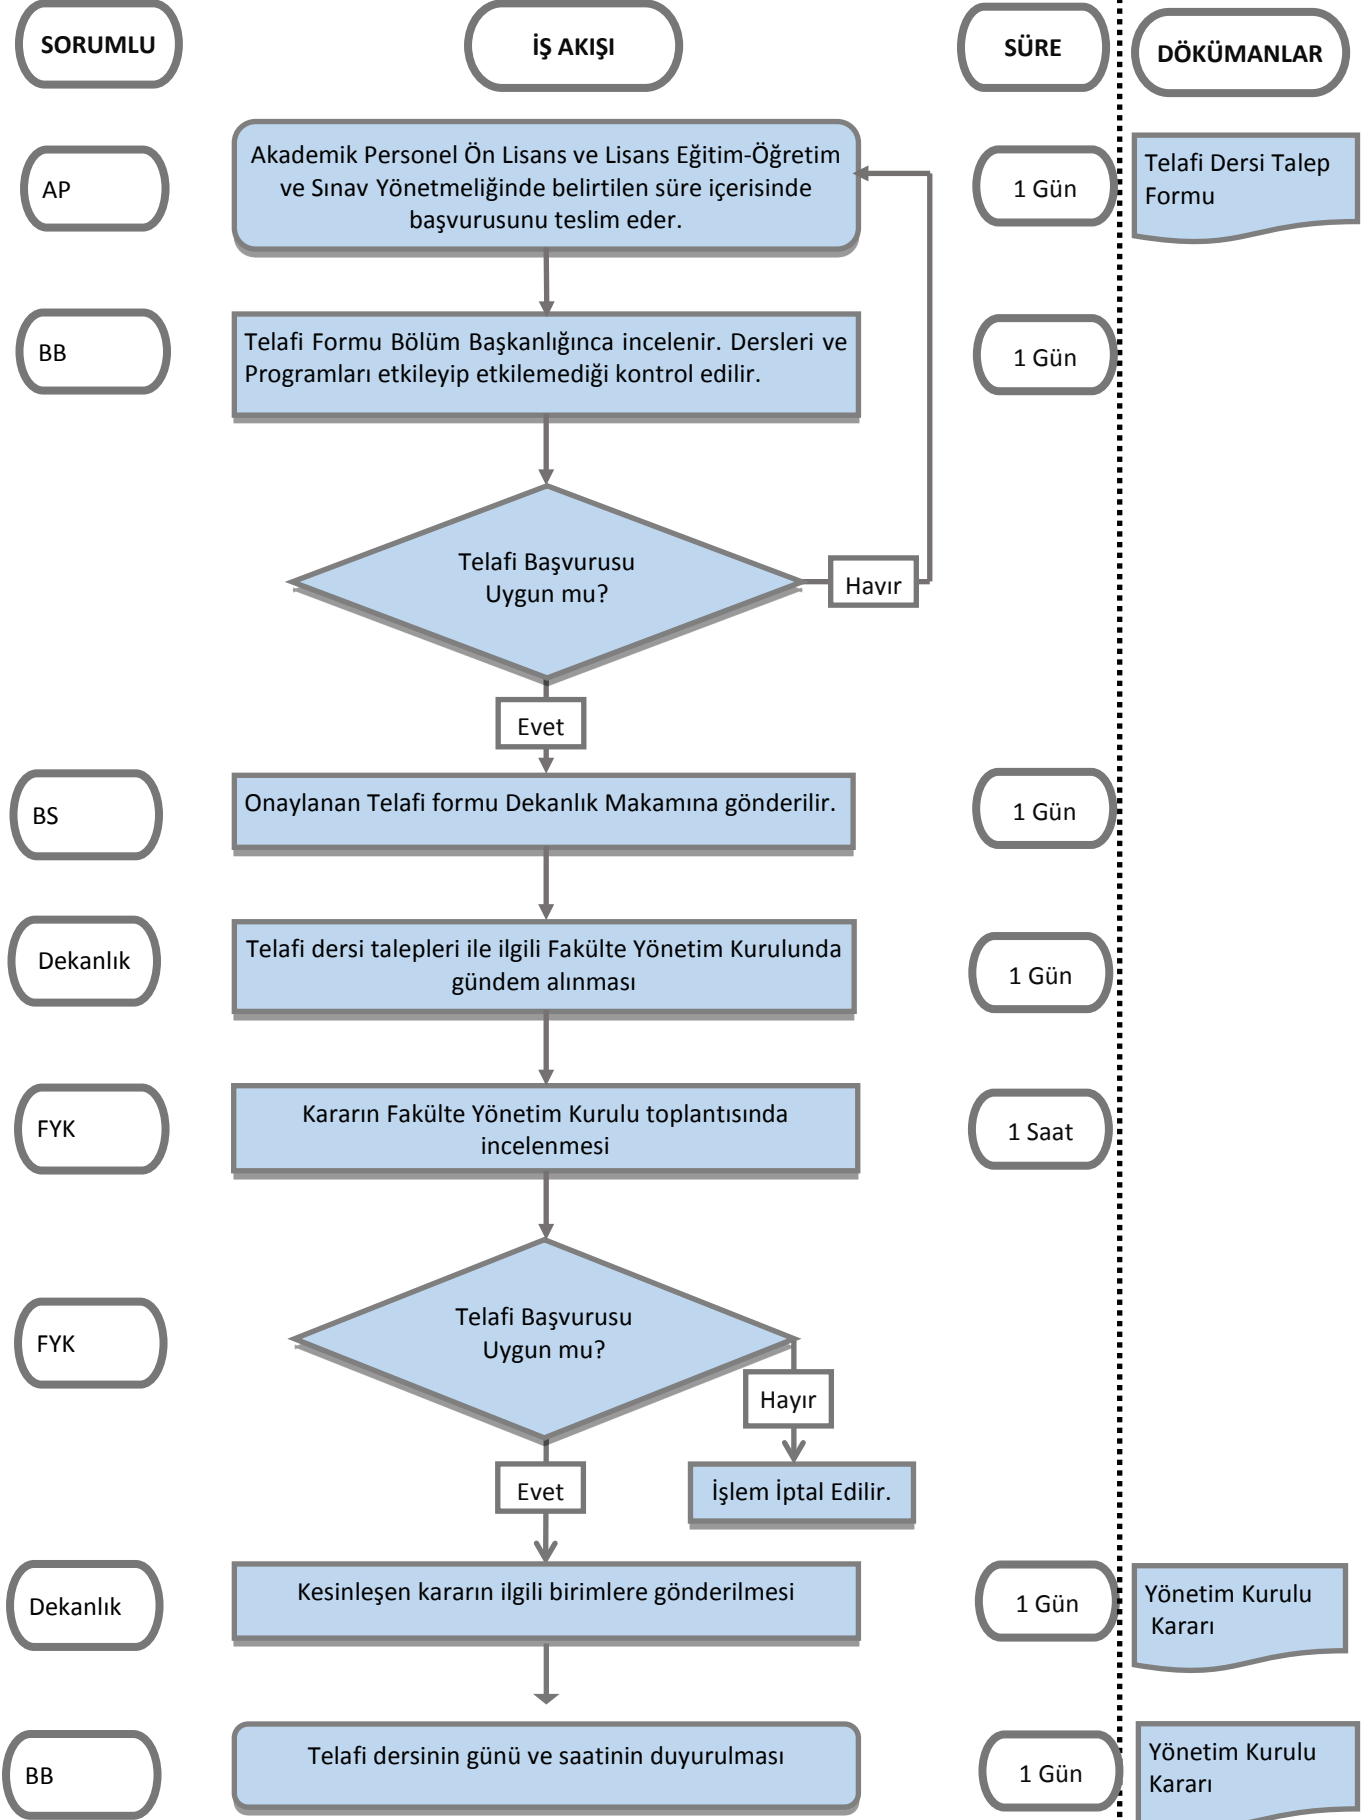 SORUMLU
İŞ AKIŞI
SÜRE
DÖKÜMANLAR
AP
Akademik Personel Ön Lisans ve Lisans Eğitim-Öğretim
ve Sınav Yönetmeliğinde belirtilen süre içerisinde
başvurusunu teslim eder.
1 Gün
Telafi Dersi Talep
Formu
BB
Telafi Formu Bölüm Başkanlığınca incelenir. Dersleri ve
Programları etkileyip etkilemediği kontrol edilir.
1 Gün
Telafi Başvurusu
Uygun mu?
Hayır
Evet
BS
Onaylanan Telafi formu Dekanlık Makamına gönderilir.
1 Gün
Dekanlık
Telafi dersi talepleri ile ilgili Fakülte Yönetim Kurulunda
gündem alınması
1 Gün
FYK
Kararın Fakülte Yönetim Kurulu toplantısında
incelenmesi
1 Saat
FYK
Telafi Başvurusu
Uygun mu?
Hayır
Evet
İşlem İptal Edilir.
Dekanlık
Kesinleşen kararın ilgili birimlere gönderilmesi
1 Gün
Yönetim Kurulu
Kararı
BB
Telafi dersinin günü ve saatinin duyurulması
1 Gün
Yönetim Kurulu
Kararı